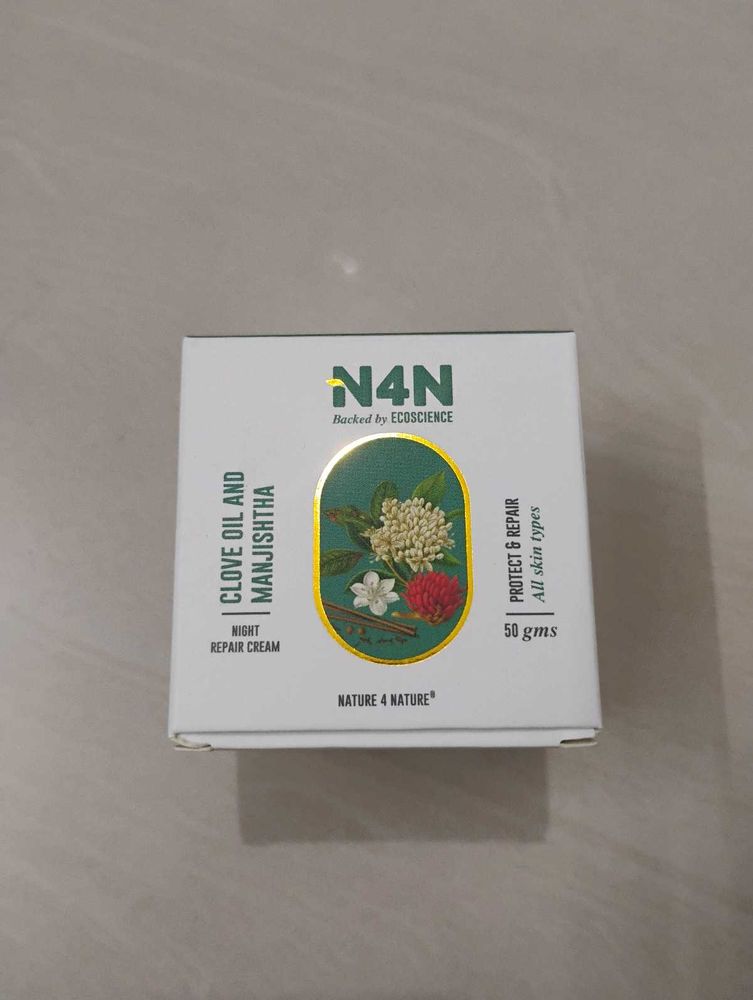 N4N
Backed by ECOSCIENCE
CLOVE OIL AND
MANJISHTHA
NIGHT
REPAIR CREAM
PROTECT & REPAIR
All skin types
50 gms
NATURE 4 NATURE®